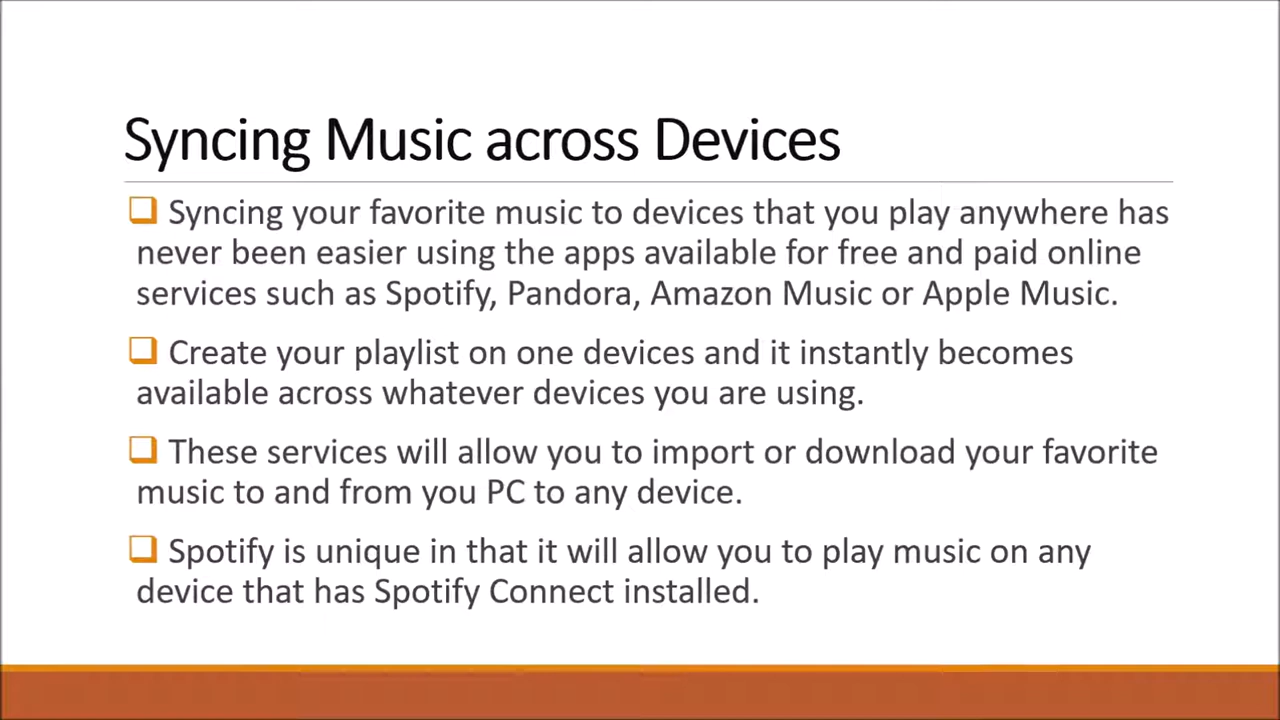 Syncing Music across Devices
❑ Syncing your favorite music to devices that you play anywhere has
never been easier using the apps available for free and paid online
services such as Spotify, Pandora, Amazon Music or Apple Music.
❑ Create your playlist on one devices and it instantly becomes
available across whatever devices you are using.
❑ These services will allow you to import or download your favorite
music to and from you PC to any device.
❑ Spotify is unique in that it will allow you to play music on any
device that has Spotify Connect installed.